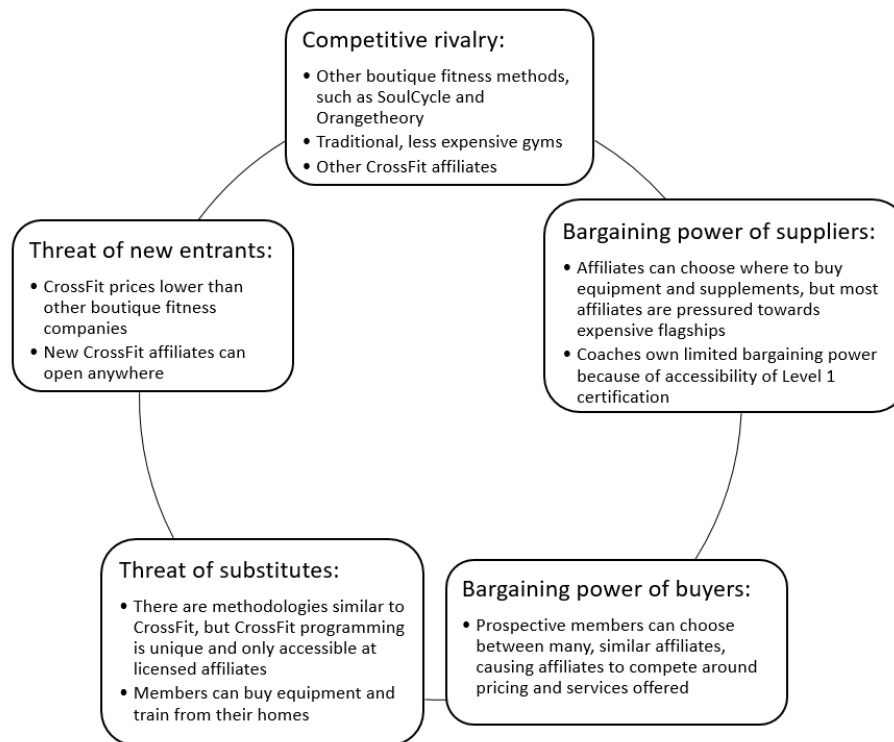 Competitive rivalry:
• Other boutique fitness methods,
such as SoulCycle and
Orangetheory
• Traditional, less expensive gyms
• Other CrossFit affiliates
Bargaining power of suppliers:
• Affiliates can choose where to buy
equipment and supplements, but most
affiliates are pressured towards
expensive flagships
• Coaches own limited bargaining power
because of accessibility of Level 1
certification
Bargaining power of buyers:
• Prospective members can choose
between many, similar affiliates,
causing affiliates to compete around
pricing and services offered
Threat of substitutes:
• There are methodologies similar to
CrossFit, but CrossFit programming
is unique and only accessible at
licensed affiliates
• Members can buy equipment and
train from their homes
Threat of new entrants:
• CrossFit prices lower than
other boutique fitness
companies
• New CrossFit affiliates can
open anywhere